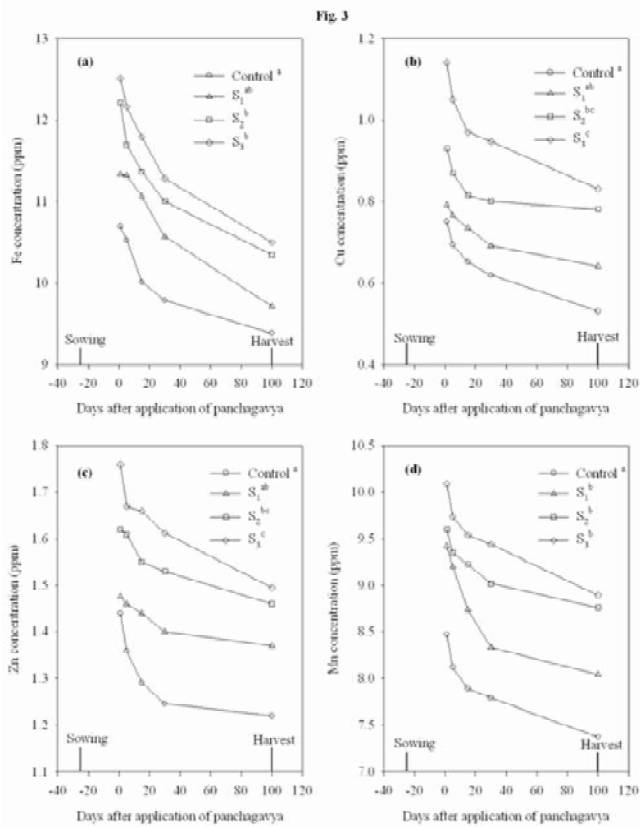 Fig. 3
(a)
Control a
S1 ab
S2 b
S3 b
13
12
11
10
9
Fe concentration (ppm)
Sowing
Harvest
-40 -20 0 20 40 60 80 100 120
Days after application of panchagavya
(b)
Control a
S1 ab
S2 bc
S3 c
1.2
1.0
0.8
0.6
0.4
Cu concentration (ppm)
Sowing
Harvest
-40 -20 0 20 40 60 80 100 120
Days after application of panchagavya
(c)
Control a
S1 ab
S2 bc
S3 c
1.8
1.7
1.6
1.5
1.4
1.3
1.2
1.1
Zn concentration (ppm)
Sowing
Harvest
-40 -20 0 20 40 60 80 100 120
Days after application of panchagavya
(d)
Control a
S1 b
S2 b
S3 b
10.5
10.0
9.5
9.0
8.5
8.0
7.5
7.0
Mn concentration (ppm)
Sowing
Harvest
-40 -20 0 20 40 60 80 100 120
Days after application of panchagavya